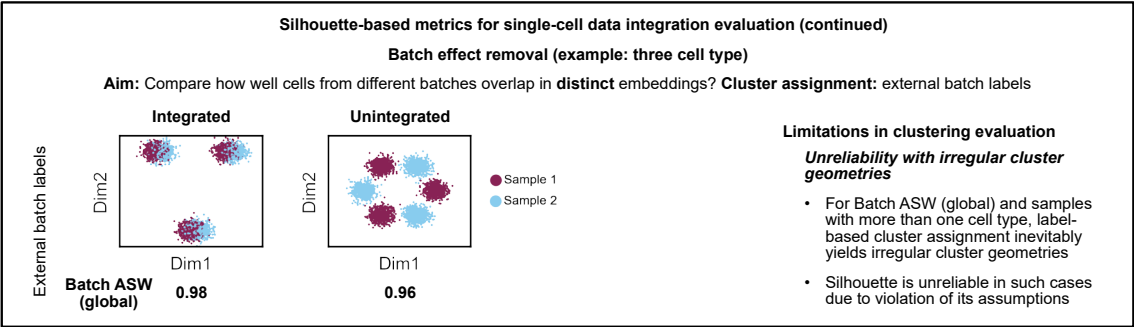 Silhouette-based metrics for single-cell data integration evaluation (continued)
Batch effect removal (example: three cell type)
Aim: Compare how well cells from different batches overlap in distinct embeddings? Cluster assignment: external batch labels
Integrated
Unintegrated
External batch labels
Dim2
Dim1
Dim2
Dim1
Sample 1
Sample 2
Batch ASW
(global)
0.98
0.96
Limitations in clustering evaluation
Unreliability with irregular cluster
geometries
• For Batch ASW (global) and samples
with more than one cell type, label-
based cluster assignment inevitably
yields irregular cluster geometries
• Silhouette is unreliable in such cases
due to violation of its assumptions